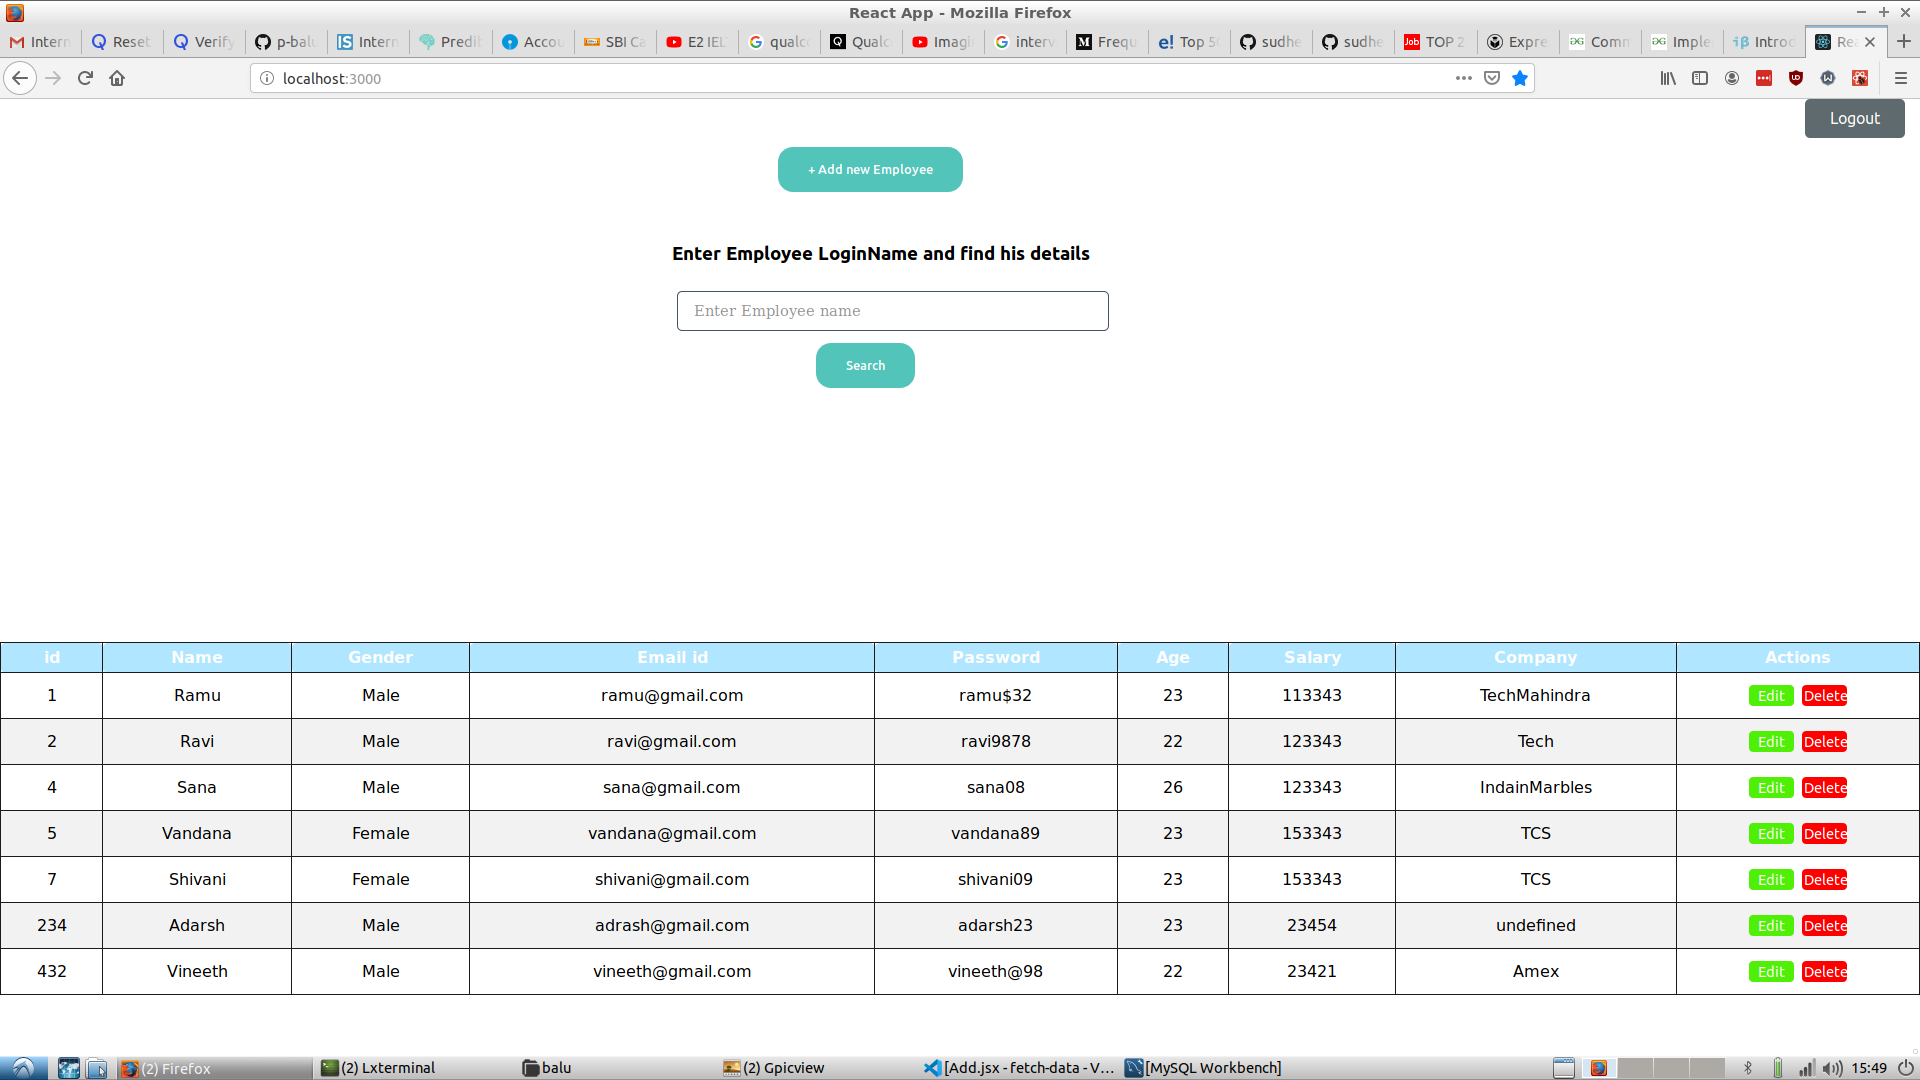 React App - Mozilla Firefox
Intern Reset Verify p-balu Intern Predib Accou SBI Ca E2 IEL qualc Qualc Imagi interv Frequ Top 50 sudhe sudhe TOP 2 Expre Comm Imple Introd Rea
localhost:3000
Logout
+ Add new Employee
Enter Employee LoginName and find his details
Enter Employee name
Search
id Name Gender Email id Password Age Salary Company Actions
1 Ramu Male ramu@gmail.com ramu$32 23 113343 TechMahindra Edit Delete
2 Ravi Male ravi@gmail.com ravi9878 22 123343 Tech Edit Delete
4 Sana Male sana@gmail.com sana08 26 123343 IndainMarbles Edit Delete
5 Vandana Female vandana@gmail.com vandana89 23 153343 TCS Edit Delete
7 Shivani Female shivani@gmail.com shivani09 23 153343 TCS Edit Delete
234 Adarsh Male adrash@gmail.com adarsh23 23 23454 undefined Edit Delete
432 Vineeth Male vineeth@gmail.com vineeth@98 22 23421 Amex Edit Delete
(2) Firefox (2) Lxterminal balu (2) Gpicview [Add.jsx - fetch-data - V... [MySQL Workbench] 15:49